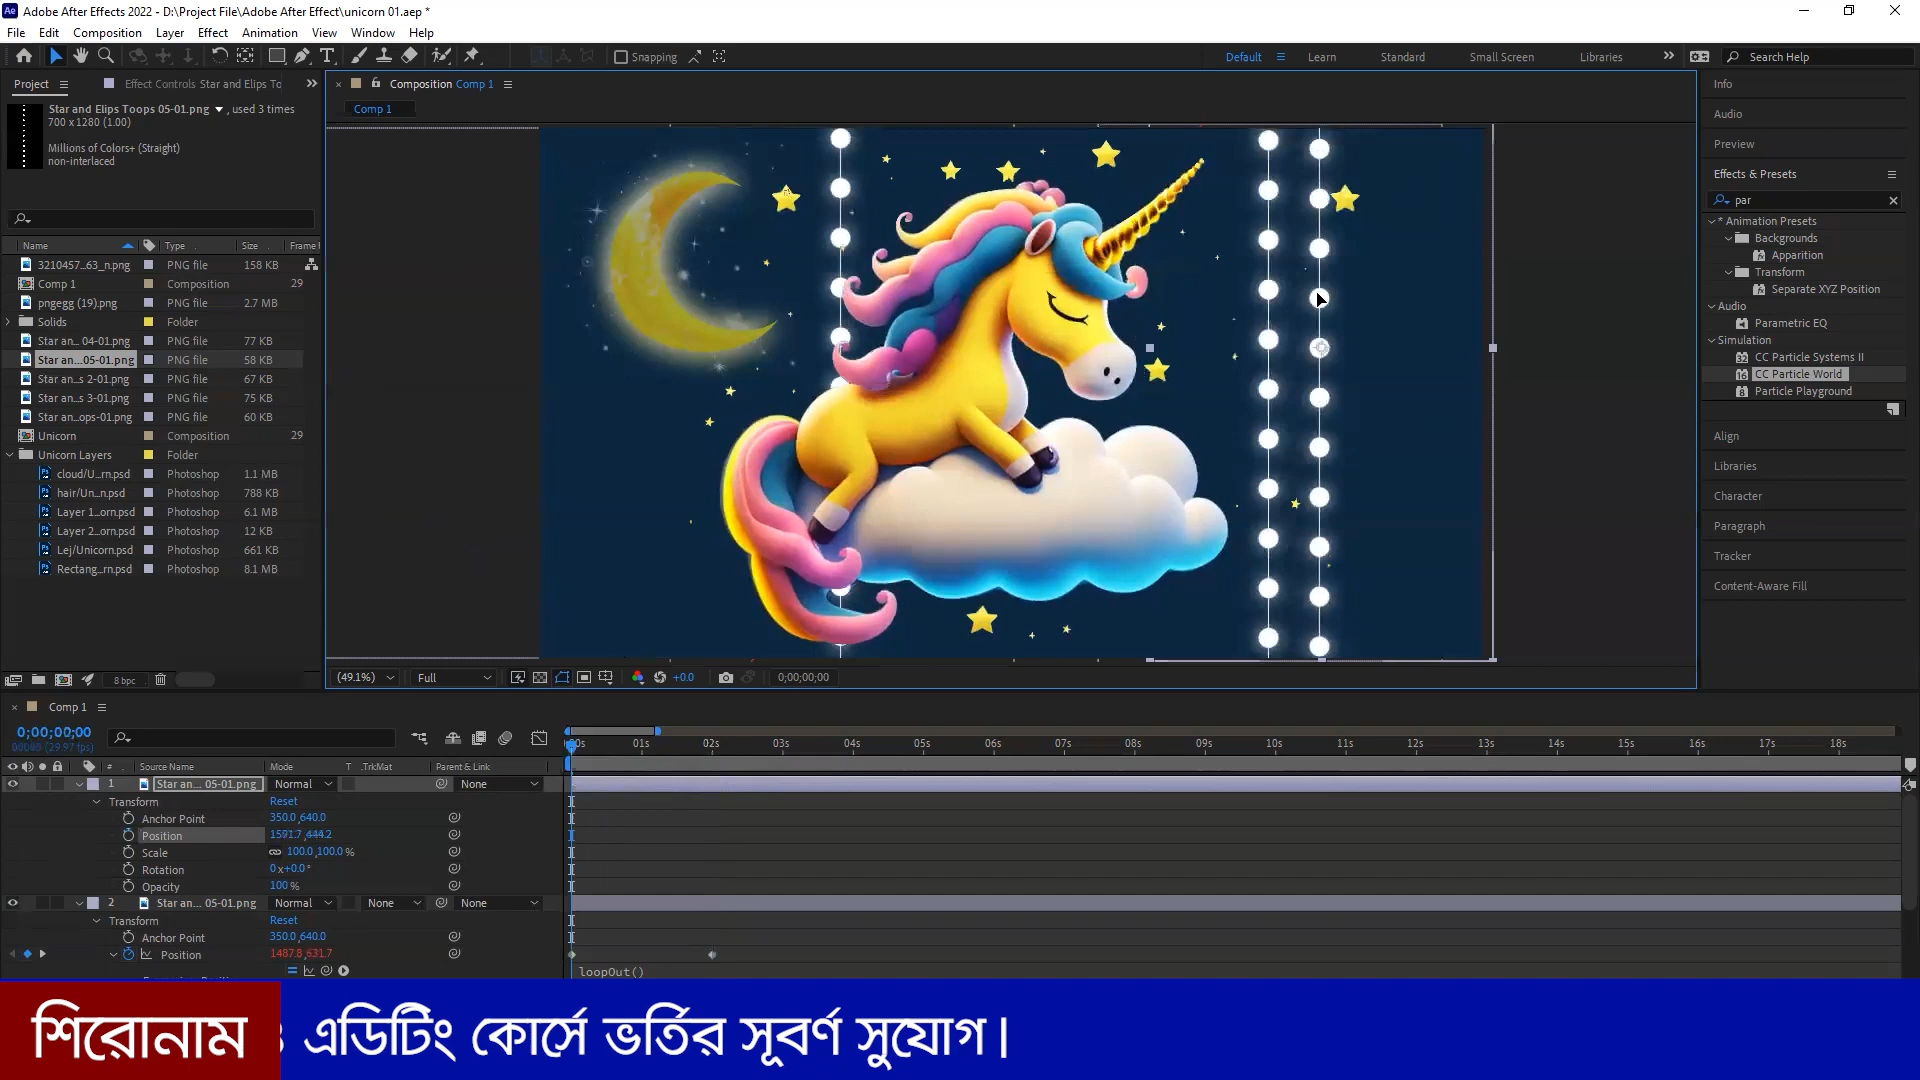 Ae Adobe After Effects 2022 - D:\Project File\Adobe After Effect\unicorn 01.aep *
File Edit Composition Layer Effect Animation View Window Help
Snapping Default Learn Standard Small Screen Libraries Search Help
Project Effect Controls Star and Elips To
Star and Elips Toops 05-01.png , used 3 times
700 x 1280 (1.00)
Millions of Colors+ (Straight)
non-interlaced
Name Type Size Frame
3210457...63_n.png PNG file 158 KB
Comp 1 Composition 29
pngegg (19).png PNG file 2.7 MB
Solids Folder
Star an... 04-01.png PNG file 77 KB
Star an...05-01.png PNG file 58 KB
Star an...s 2-01.png PNG file 67 KB
Star an...s 3-01.png PNG file 75 KB
Star an...ops-01.png PNG file 60 KB
Unicorn Composition 29
Unicorn Layers Folder
cloud/U...rn.psd Photoshop 1.1 MB
hair/Un...n.psd Photoshop 788 KB
Layer 1...orn.psd Photoshop 6.1 MB
Layer 2...orn.psd Photoshop 12 KB
Lej/Unicorn.psd Photoshop 661 KB
Rectang...rn.psd Photoshop 8.1 MB
8 bpc
Composition Comp 1
Comp 1
(49.1%) Full +0.0 0;00;00;00
Info
Audio
Preview
Effects & Presets
par
* Animation Presets
Backgrounds
Apparition
Transform
Separate XYZ Position
Audio
Parametric EQ
Simulation
CC Particle Systems II
CC Particle World
Particle Playground
Align
Libraries
Character
Paragraph
Tracker
Content-Aware Fill
Comp 1
0;00;00;00
00000 (29.97 fps)
00s 01s 02s 03s 04s 05s 06s 07s 08s 09s 10s 11s 12s 13s 14s 15s 16s 17s 18s
# Source Name Mode T .TrkMat Parent & Link
1 Star an... 05-01.png Normal None
Transform Reset
Anchor Point 350.0,640.0
Position 1591.7,644.2
Scale 100.0,100.0 %
Rotation 0x+0.0°
Opacity 100 %
2 Star an... 05-01.png Normal None None
Transform Reset
Anchor Point 350.0,640.0
Position 1487.8,631.7
loopOut()
শিরোনাম ঃ এডিটিং কোর্সে ভর্তির সূবর্ণ সুযোগ।